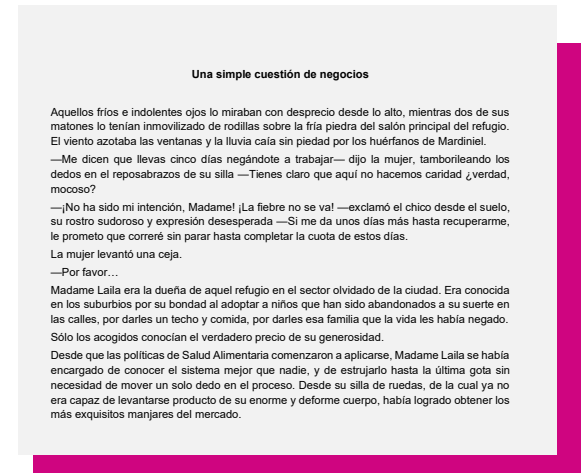 Una simple cuestión de negocios
Aquellos fríos e indolentes ojos lo miraban con desprecio desde lo alto, mientras dos de sus
matones lo tenían inmovilizado de rodillas sobre la fría piedra del salón principal del refugio.
El viento azotaba las ventanas y la lluvia caía sin piedad por los huérfanos de Mardiniel.
—Me dicen que llevas cinco días negándote a trabajar— dijo la mujer, tamborileando los
dedos en el reposabrazos de su silla —Tienes claro que aquí no hacemos caridad ¿verdad,
mocoso?
—¡No ha sido mi intención, Madame! ¡La fiebre no se va! —exclamó el chico desde el suelo,
su rostro sudoroso y expresión desesperada —Si me da unos días más hasta recuperarme,
le prometo que correré sin parar hasta completar la cuota de estos días.
La mujer levantó una ceja.
—Por favor…
Madame Laila era la dueña de aquel refugio en el sector olvidado de la ciudad. Era conocida
en los suburbios por su bondad al adoptar a niños que han sido abandonados a su suerte en
las calles, por darles un techo y comida, por darles esa familia que la vida les había negado.
Sólo los acogidos conocían el verdadero precio de su generosidad.
Desde que las políticas de Salud Alimentaria comenzaron a aplicarse, Madame Laila se había
encargado de conocer el sistema mejor que nadie, y de estrujarlo hasta la última gota sin
necesidad de mover un solo dedo en el proceso. Desde su silla de ruedas, de la cual ya no
era capaz de levantarse producto de su enorme y deforme cuerpo, había logrado obtener los
más exquisitos manjares del mercado.